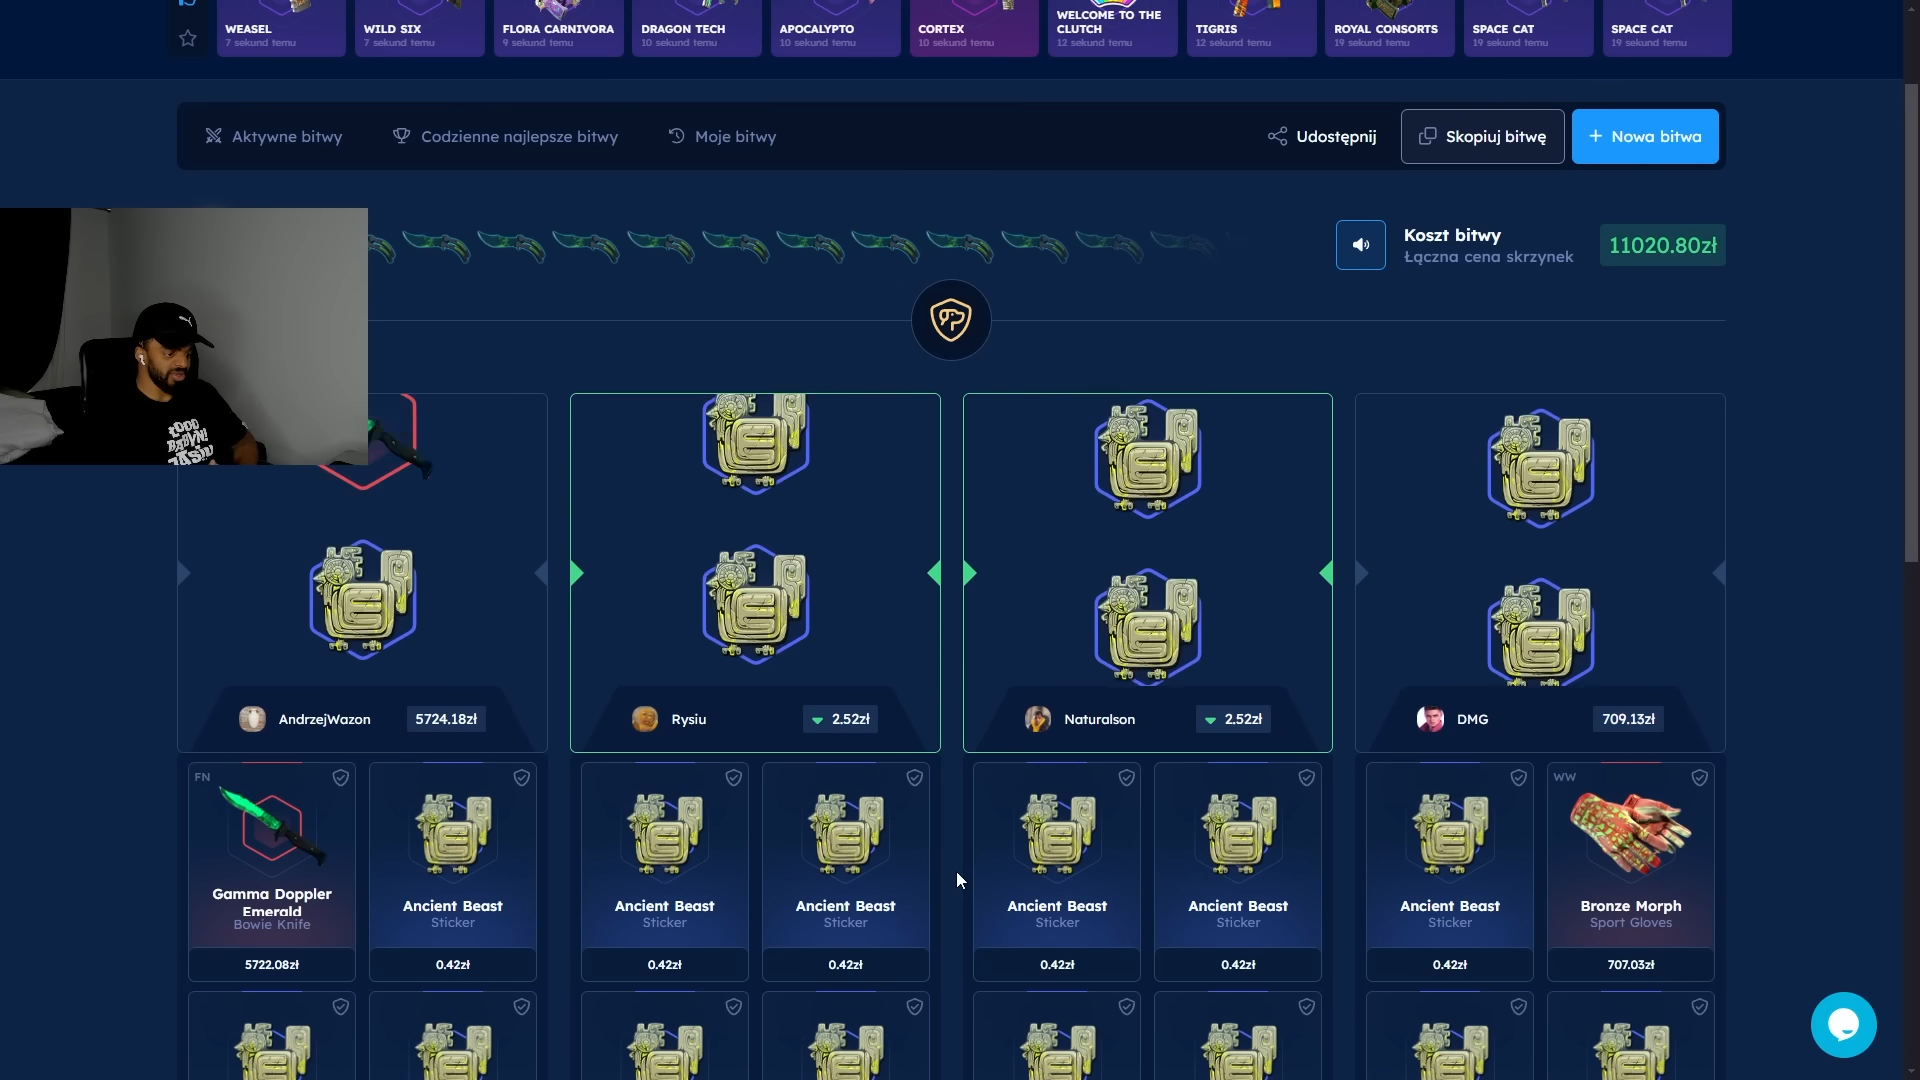 WEASEL
7 sekund temu
WILD SIX
7 sekund temu
FLORA CARNIVORA
9 sekund temu
DRAGON TECH
10 sekund temu
APOCALYPTO
10 sekund temu
CORTEX
10 sekund temu
WELCOME TO THE
CLUTCH
12 sekund temu
TIGRIS
12 sekund temu
ROYAL CONSORTS
19 sekund temu
SPACE CAT
19 sekund temu
SPACE CAT
19 sekund temu
Aktywne bitwy
Codzienne najlepsze bitwy
Moje bitwy
Udostępnij
Skopiuj bitwę
+ Nowa bitwa
Koszt bitwy
Łączna cena skrzynek
11020.80zł
AndrzejWazon
5724.18zł
Rysiu
2.52zł
Naturalson
2.52zł
DMG
709.13zł
FN
Gamma Doppler
Emerald
Bowie Knife
5722.08zł
Ancient Beast
Sticker
0.42zł
Ancient Beast
Sticker
0.42zł
Ancient Beast
Sticker
0.42zł
Ancient Beast
Sticker
0.42zł
Ancient Beast
Sticker
0.42zł
Ancient Beast
Sticker
0.42zł
WW
Bronze Morph
Sport Gloves
707.03zł